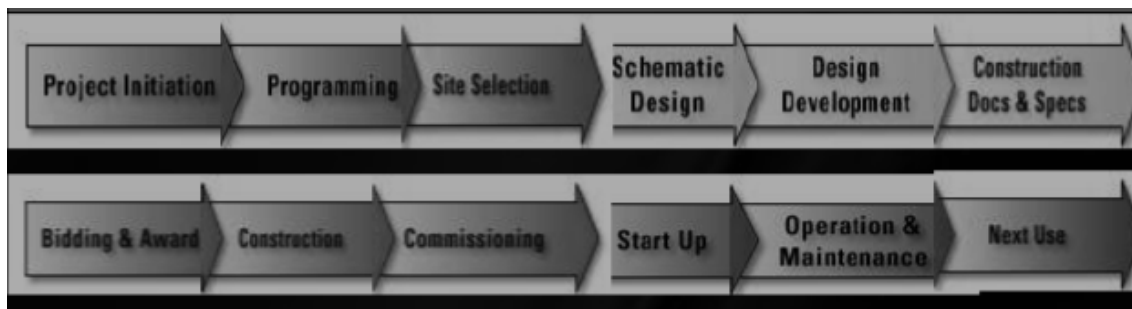 Project Initiation
Programming
Site Selection
Schematic
Design
Design
Development
Construction
Docs & Specs
Bidding & Award
Construction
Commissioning
Start Up
Operation &
Maintenance
Next Use